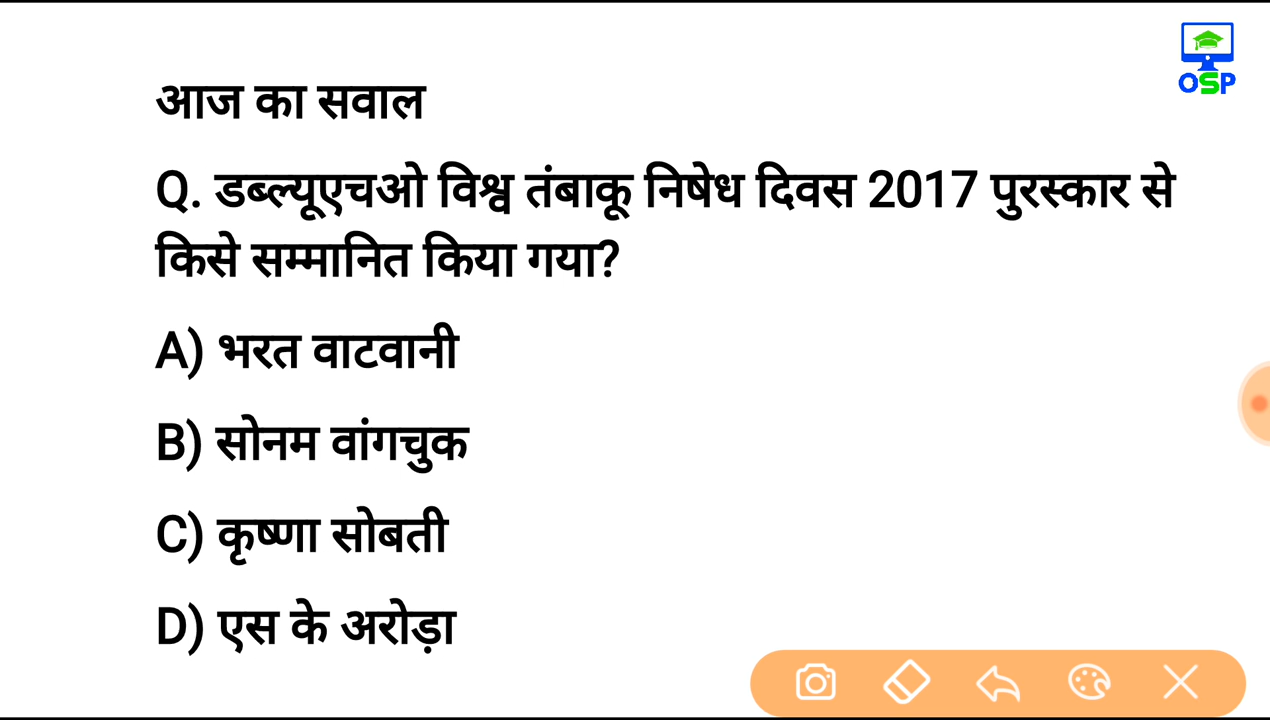 OSP
आज का सवाल
Q. डब्ल्यूएचओ विश्व तंबाकू निषेध दिवस 2017 पुरस्कार से
किसे सम्मानित किया गया?
A) भरत वाटवानी
B) सोनम वांगचुक
C) कृष्णा सोबती
D) एस के अरोड़ा